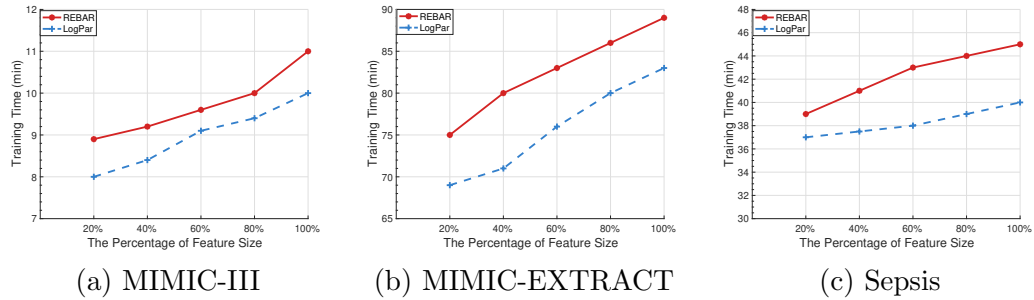 REBAR
LogPar
12
11
10
9
8
7
Training Time (min)
20% 40% 60% 80% 100%
The Percentage of Feature Size
(a) MIMIC-III
REBAR
LogPar
90
85
80
75
70
65
Training Time (min)
20% 40% 60% 80% 100%
The Percentage of Feature Size
(b) MIMIC-EXTRACT
REBAR
LogPar
48
46
44
42
40
38
36
34
32
30
Training Time (min)
20% 40% 60% 80% 100%
The Percentage of Feature Size
(c) Sepsis